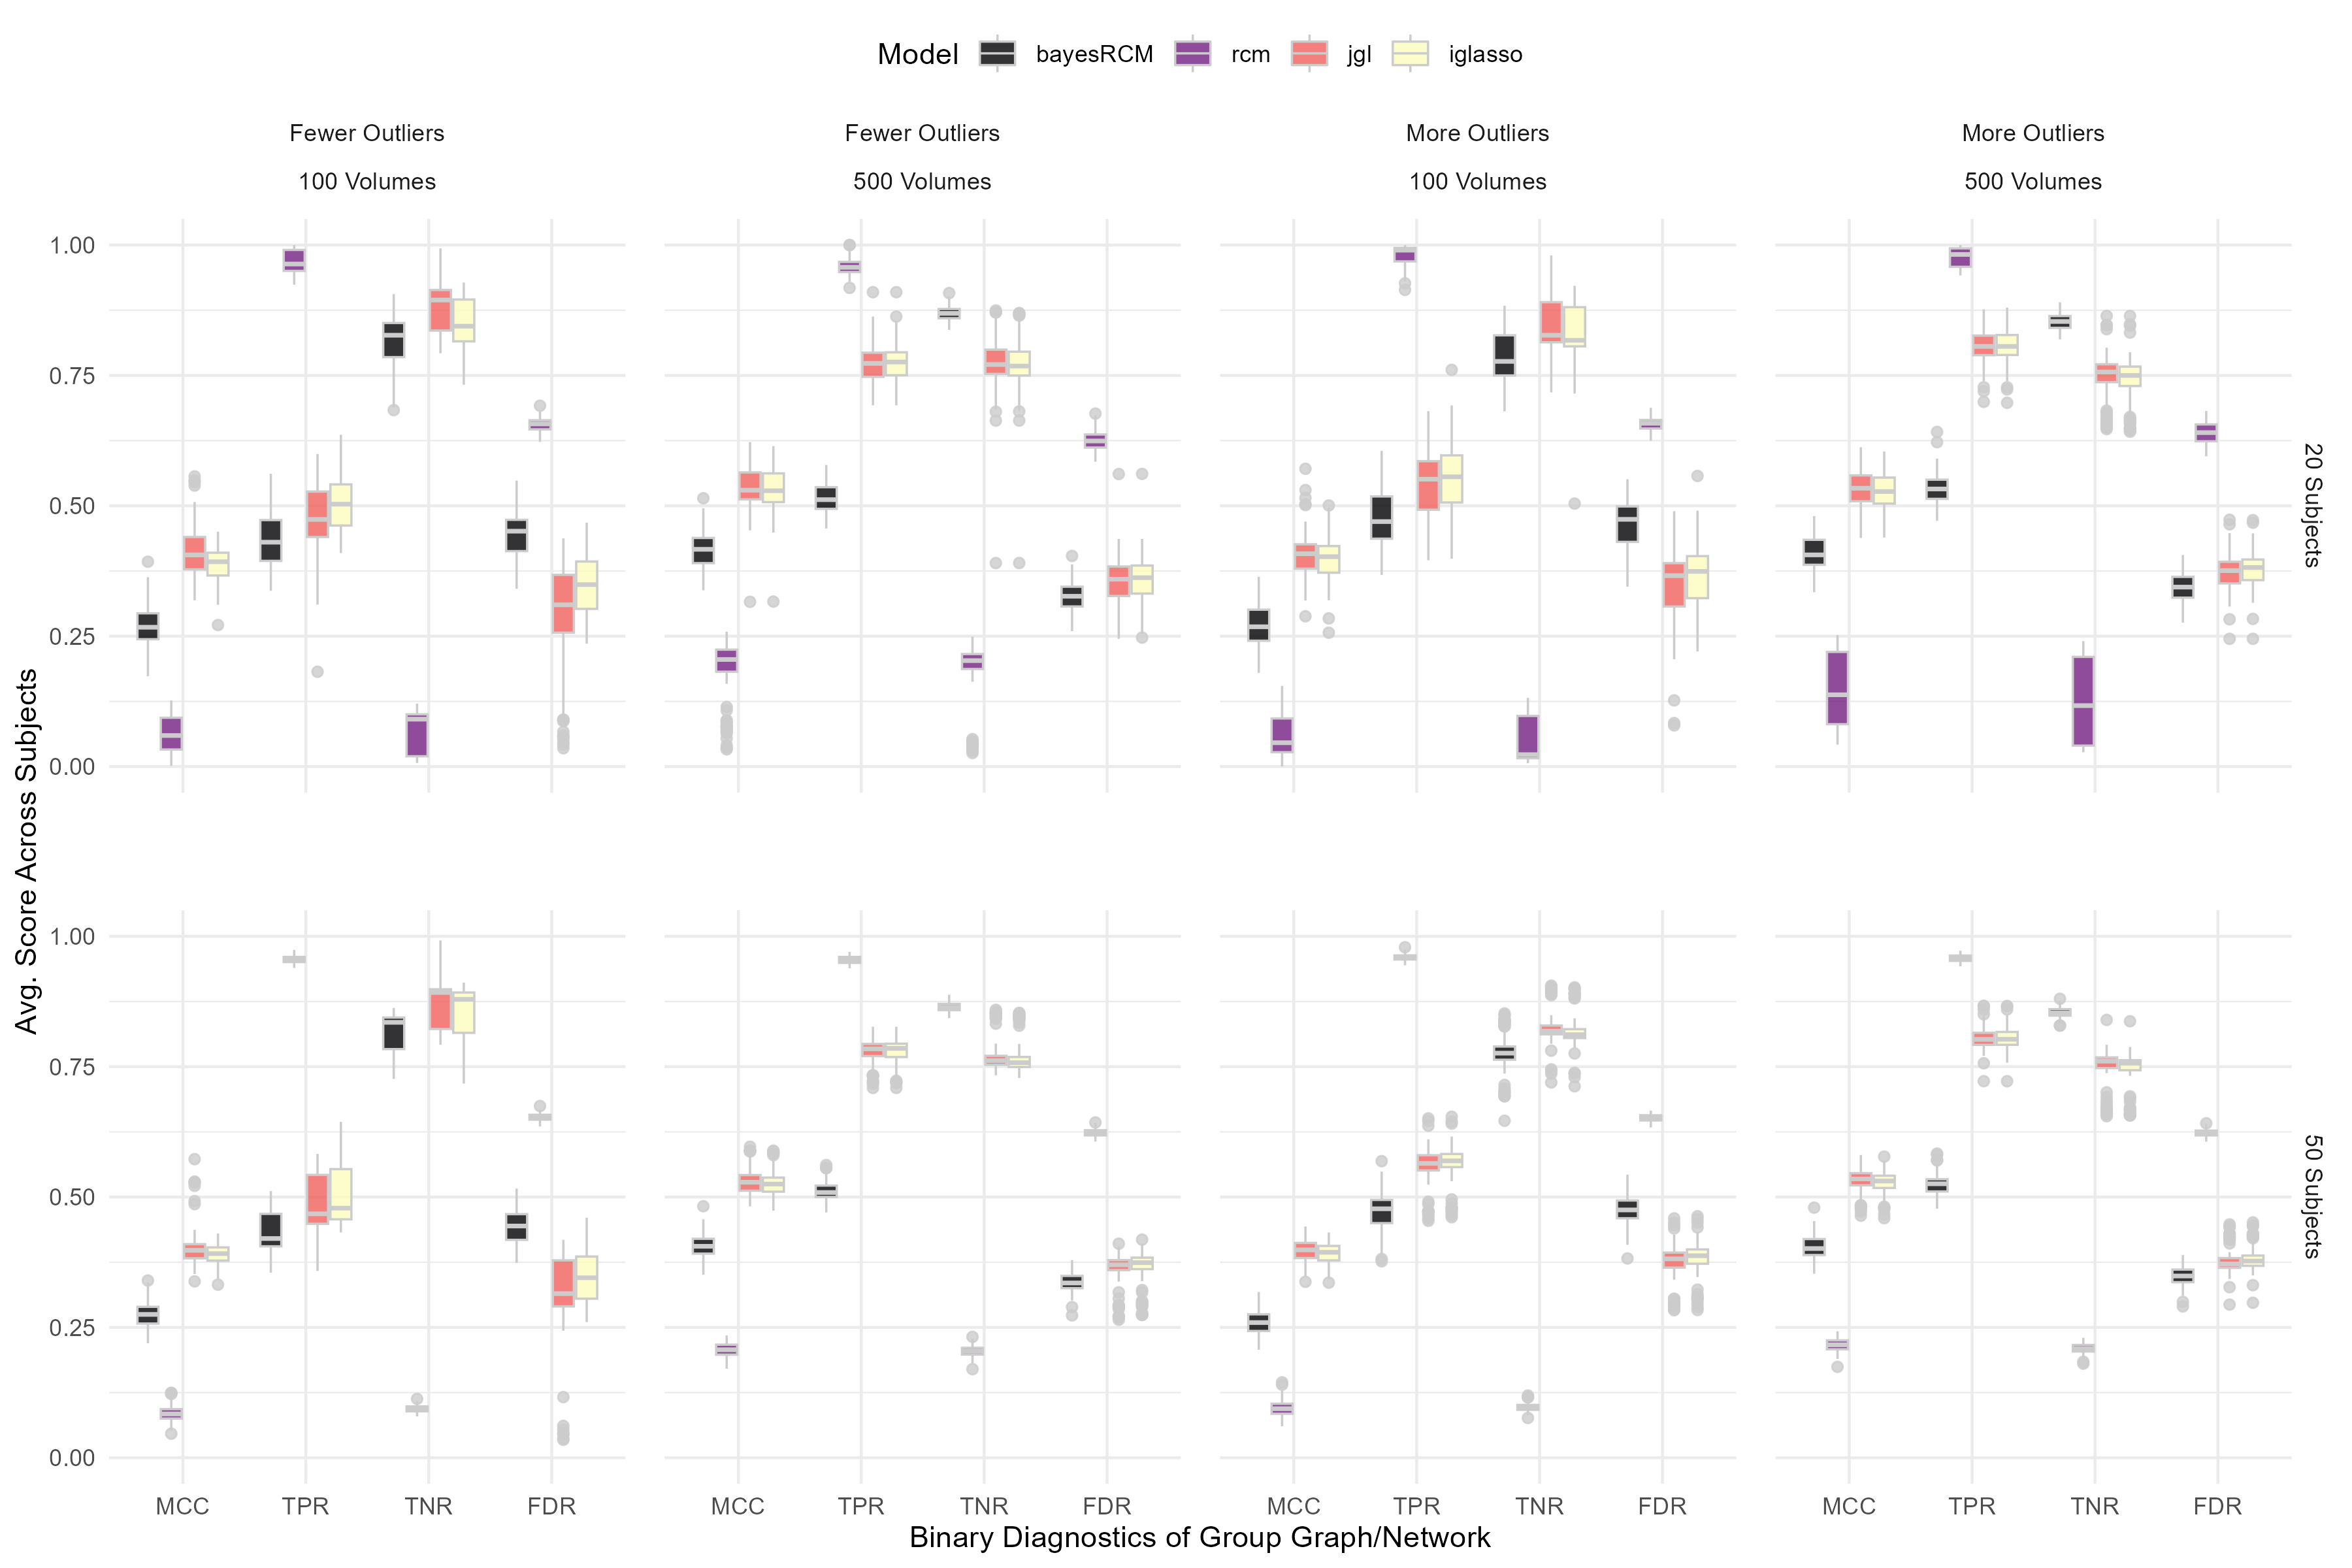 Model bayesRCM rcm jgl iglasso
Fewer Outliers Fewer Outliers More Outliers More Outliers
100 Volumes 500 Volumes 100 Volumes 500 Volumes
1.00
0.75
0.50
0.25
0.00
20 Subjects
Avg. Score Across Subjects
1.00
0.75
0.50
0.25
0.00
50 Subjects
MCC TPR TNR FDR MCC TPR TNR FDR MCC TPR TNR FDR MCC TPR TNR FDR
Binary Diagnostics of Group Graph/Network